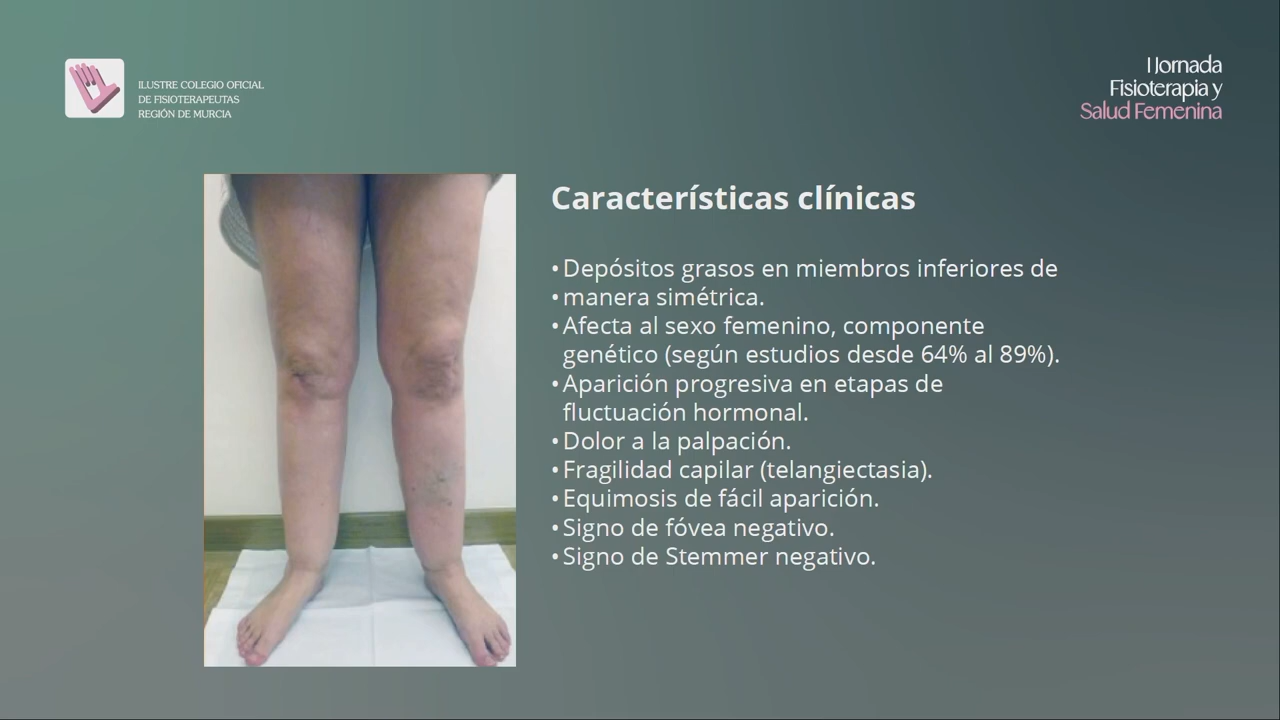 ILUSTRE COLEGIO OFICIAL
DE FISIOTERAPEUTAS
REGIÓN DE MURCIA
I Jornada
Fisioterapia y
Salud Femenina
Características clínicas
• Depósitos grasos en miembros inferiores de
• manera simétrica.
• Afecta al sexo femenino, componente
genético (según estudios desde 64% al 89%).
• Aparición progresiva en etapas de
fluctuación hormonal.
• Dolor a la palpación.
• Fragilidad capilar (telangiectasia).
• Equimosis de fácil aparición.
• Signo de fóvea negativo.
• Signo de Stemmer negativo.